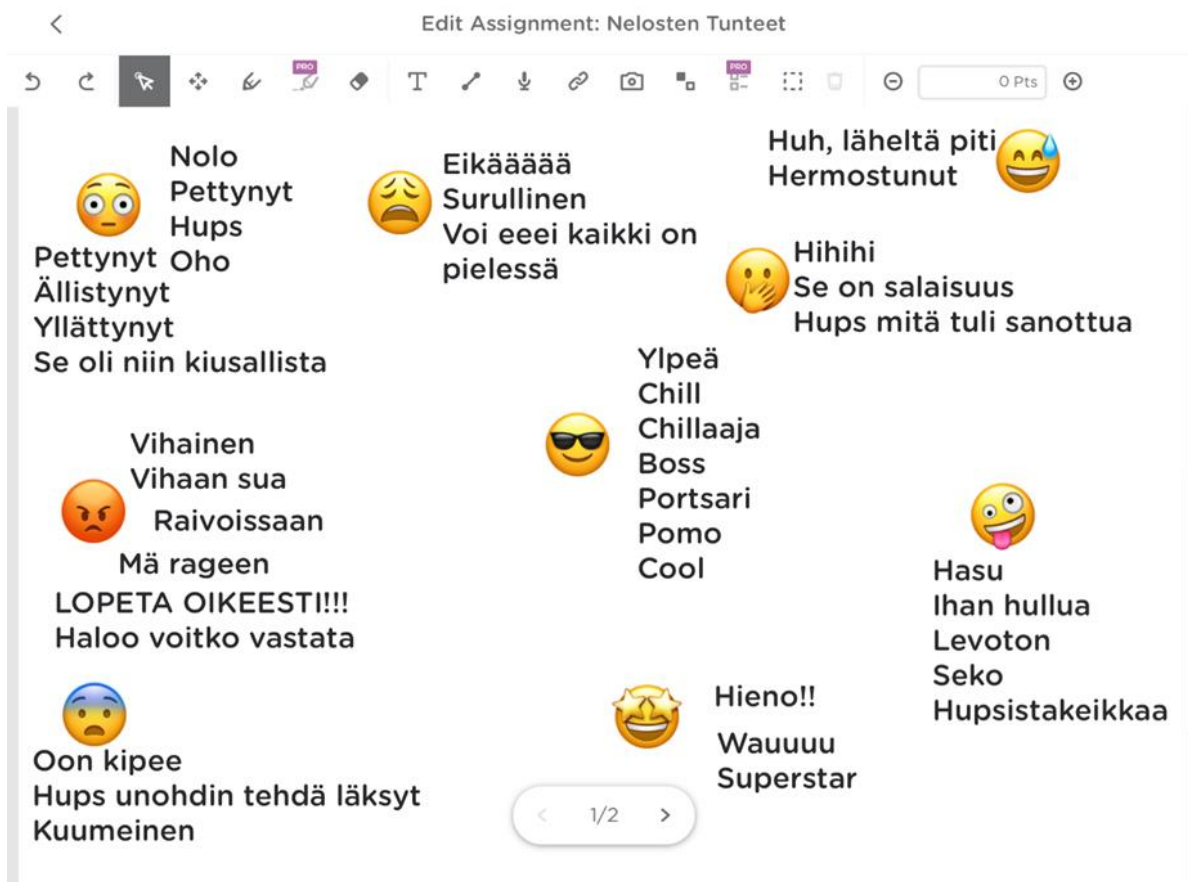 Edit Assignment: Nelosten Tunteet
PRO
PRO
0 Pts
Nolo
Pettynyt
Hups
Oho
Pettynyt
Ällistynyt
Yllättynyt
Se oli niin kiusallista
Eikäääää
Surullinen
Voi eeei kaikki on
pielessä
Huh, läheltä piti
Hermostunut
Hihihi
Se on salaisuus
Hups mitä tuli sanottua
Ylpeä
Chill
Chillaaja
Boss
Portsari
Pomo
Cool
Vihainen
Vihaan sua
Raivoissaan
Mä rageen
LOPETA OIKEESTI!!!
Haloo voitko vastata
Hasu
Ihan hullua
Levoton
Seko
Hupsistakeikkaa
Oon kipee
Hups unohdin tehdä läksyt
Kuumeinen
Hieno!!
Wauuuu
Superstar
1/2